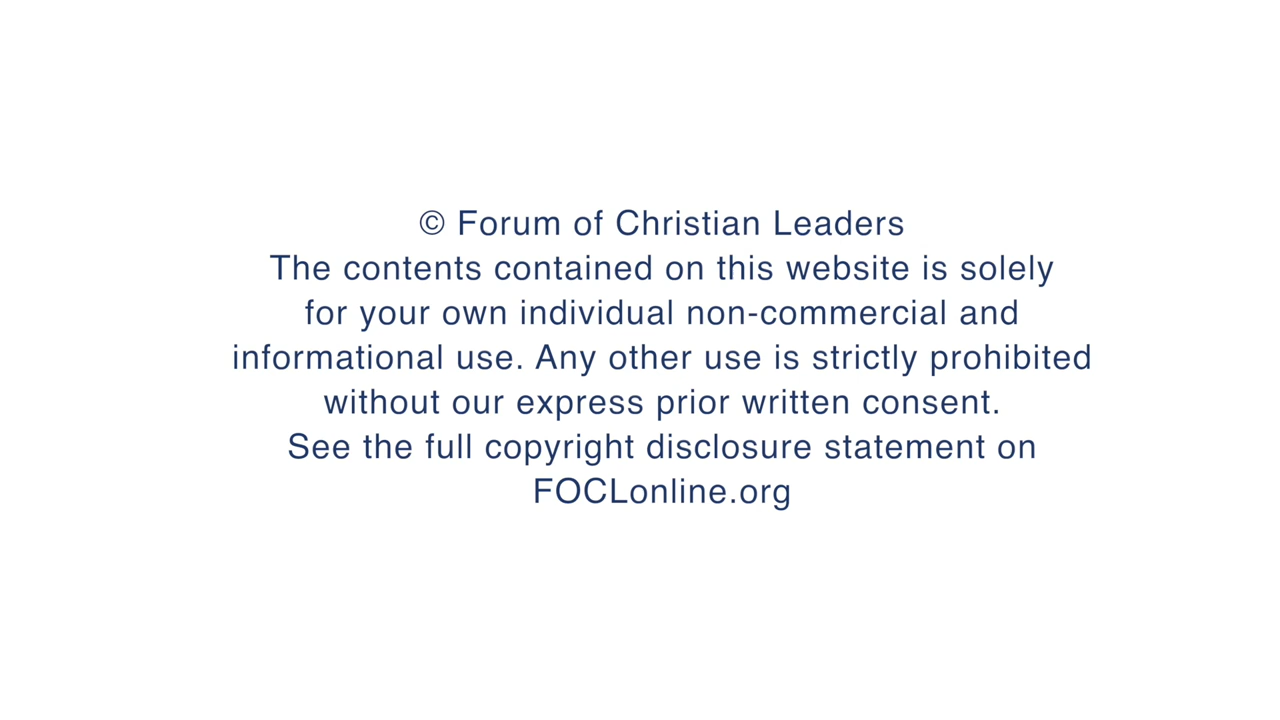 © Forum of Christian Leaders
The contents contained on this website is solely
for your own individual non-commercial and
informational use. Any other use is strictly prohibited
without our express prior written consent.
See the full copyright disclosure statement on
FOCLonline.org